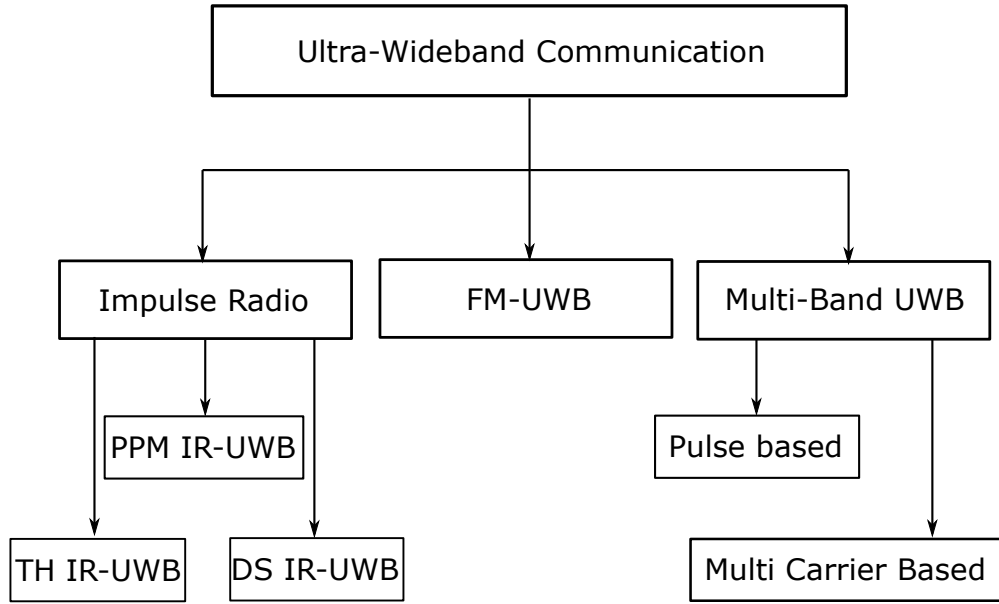 Ultra-Wideband Communication
Impulse Radio
FM-UWB
Multi-Band UWB
PPM IR-UWB
Pulse based
TH IR-UWB
DS IR-UWB
Multi Carrier Based